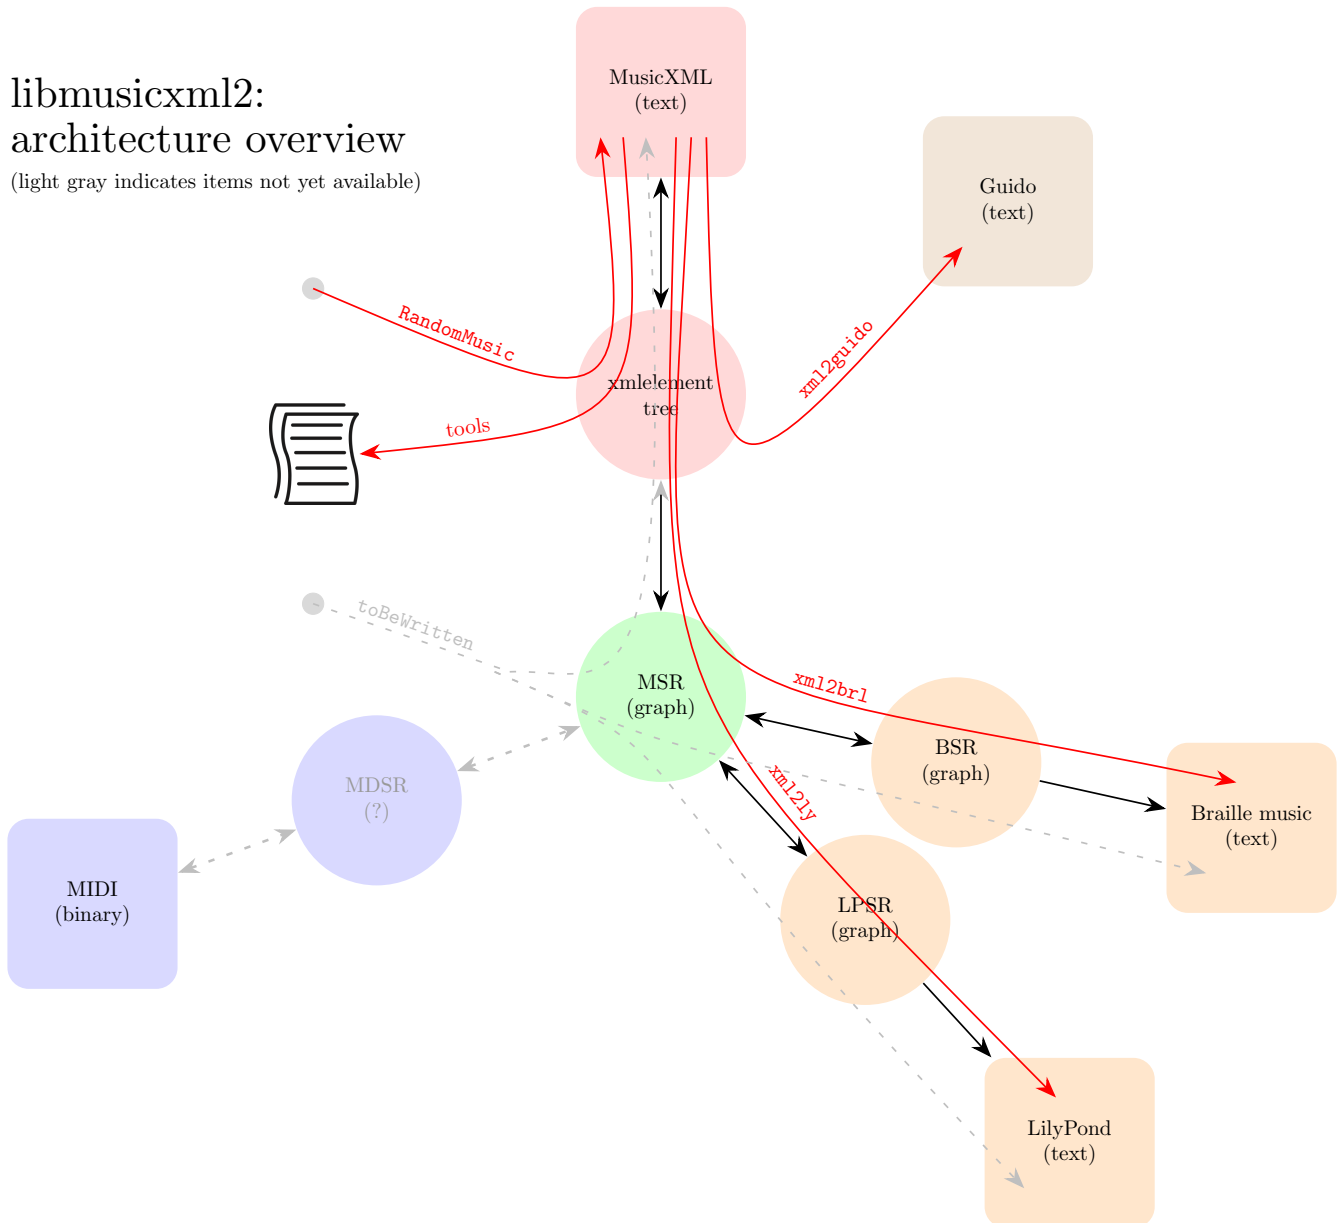 libmusicxml2:
architecture overview
(light gray indicates items not yet available)
MusicXML
(text)
Guido
(text)
RandomMusic
xml2guido
xmlelement
tree
tools
toBeWritten
MSR
(graph)
xml2brl
BSR
(graph)
xml2ly
MDSR
(?)
Braille music
(text)
MIDI
(binary)
LPSR
(graph)
LilyPond
(text)